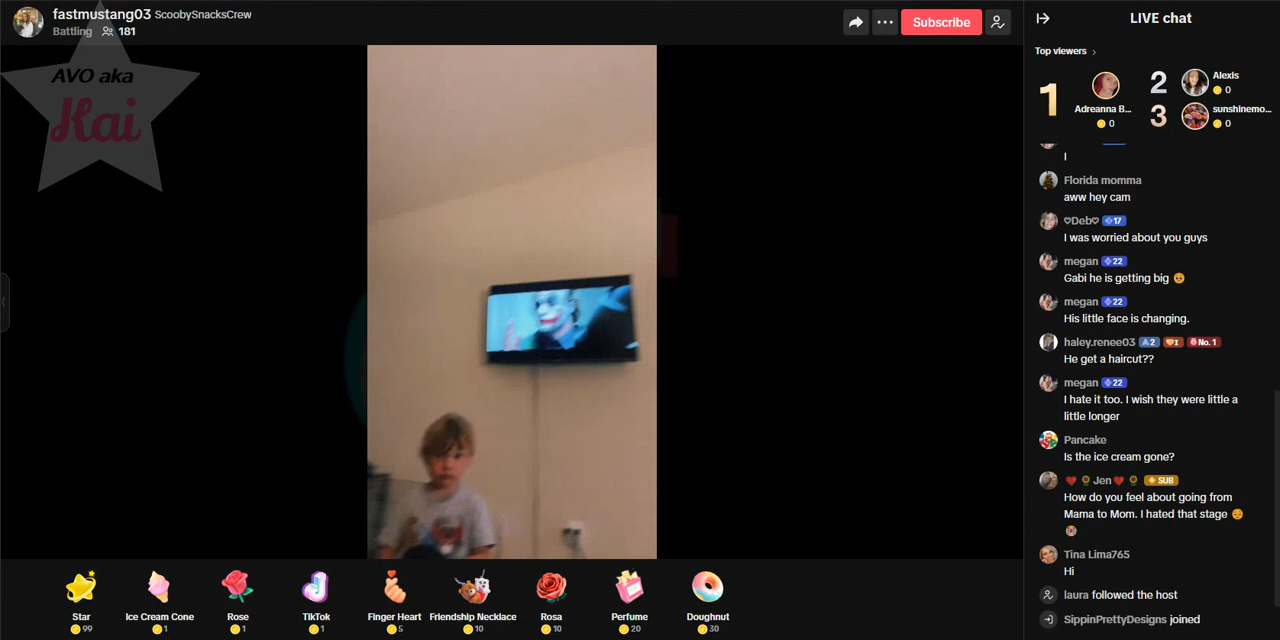 fastmustang03 ScoobySnacksCrew
Battling 181
Subscribe
AVO aka
Kai
LIVE chat
Top viewers
1
Adreanna B...
0
2
Alexis
0
3
sunshinemo...
0
I
Florida momma
aww hey cam
♡Deb♡ 17
I was worried about you guys
megan 22
Gabi he is getting big 🥺
megan 22
His little face is changing.
haley.renee03 2 I No. 1
He get a haircut??
megan 22
I hate it too. I wish they were little a
little longer
Pancake
Is the ice cream gone?
❤️ 🌻 Jen ❤️ 🌻 SUB
How do you feel about going from
Mama to Mom. I hated that stage 😔
Tina Lima765
Hi
laura followed the host
SippinPrettyDesigns joined
Star
99
Ice Cream Cone
1
Rose
1
TikTok
1
Finger Heart
5
Friendship Necklace
10
Rosa
10
Perfume
20
Doughnut
30